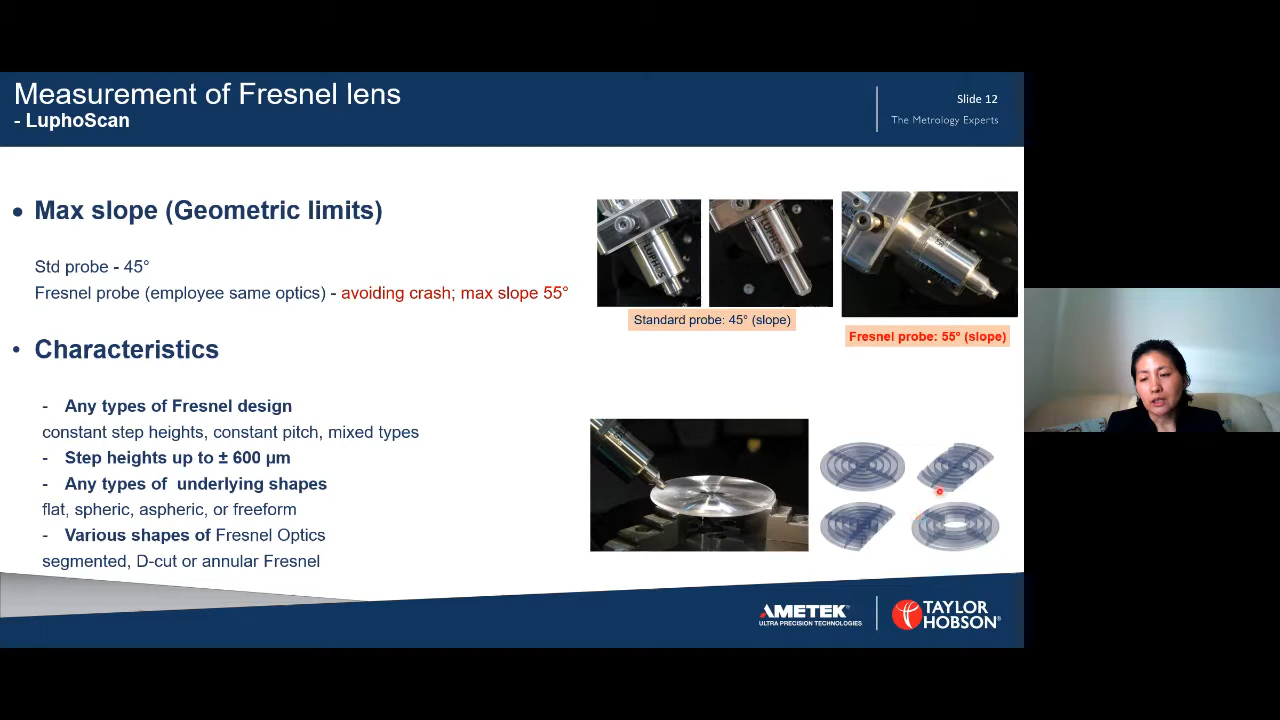 Measurement of Fresnel lens
- LuphoScan
Slide 12
The Metrology Experts
• Max slope (Geometric limits)
Std probe - 45°
Fresnel probe (employee same optics) - avoiding crash; max slope 55°
• Characteristics
- Any types of Fresnel design
constant step heights, constant pitch, mixed types
- Step heights up to ± 600 µm
- Any types of underlying shapes
flat, spheric, aspheric, or freeform
- Various shapes of Fresnel Optics
segmented, D-cut or annular Fresnel
LUPHOS
LUPHOS
LUPHOS
Standard probe: 45° (slope)
Fresnel probe: 55° (slope)
AMETEK®
ULTRA PRECISION TECHNOLOGIES
TAYLOR
HOBSON®